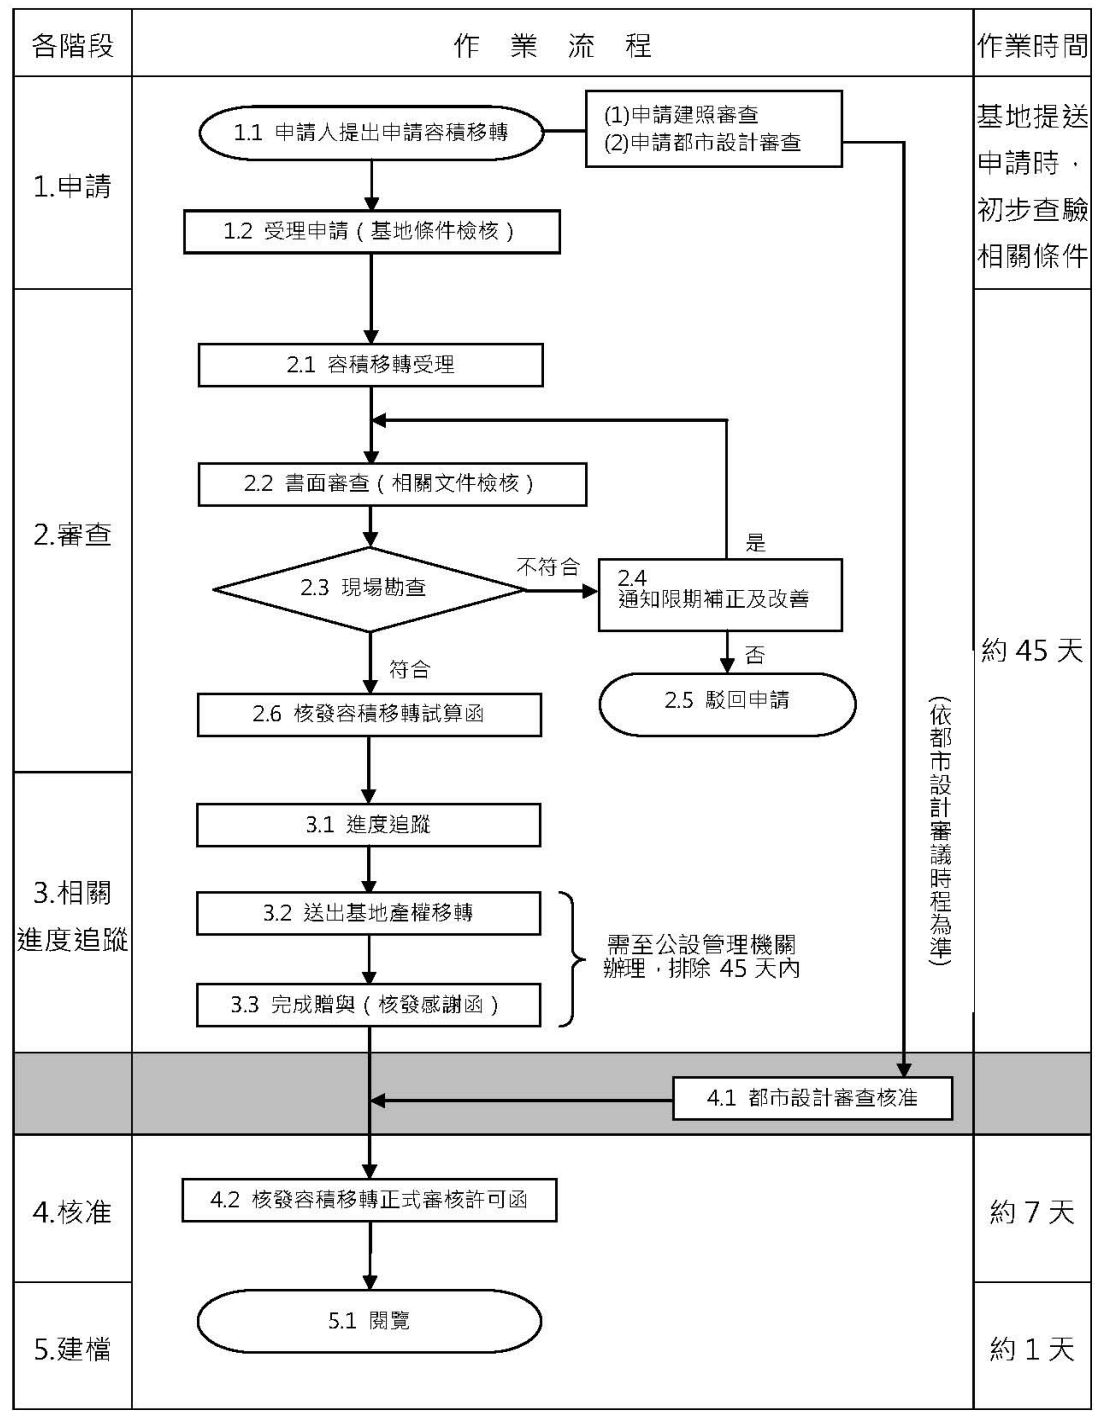 各階段
作業流程
作業時間
1.申請
1.1 申請人提出申請容積移轉
(1)申請建照審查
(2)申請都市設計審查
1.2 受理申請(基地條件檢核)
基地提送
申請時，
初步查驗
相關條件
2.審查
2.1 容積移轉受理
2.2 書面審查(相關文件檢核)
2.3 現場勘查
不符合
是
2.4
通知限期補正及改善
否
2.5 駁回申請
符合
2.6 核發容積移轉試算函
約 45 天
(依都市設計審議時程為準)
3.相關
進度追蹤
3.1 進度追蹤
3.2 送出基地產權移轉
3.3 完成贈與(核發感謝函)
需至公設管理機關
辦理，排除 45 天內
4.1 都市設計審查核准
4.核准
4.2 核發容積移轉正式審核許可函
約 7 天
5.建檔
5.1 閱覽
約 1 天